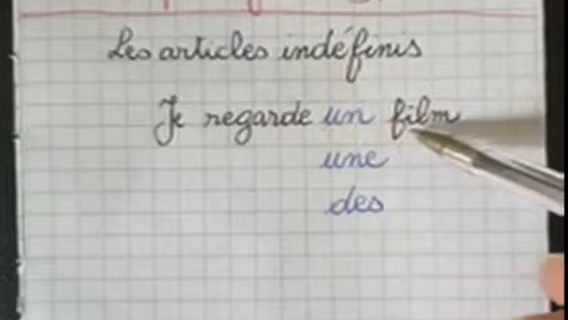 Les articles indéfinis
Je regarde un film
une
des